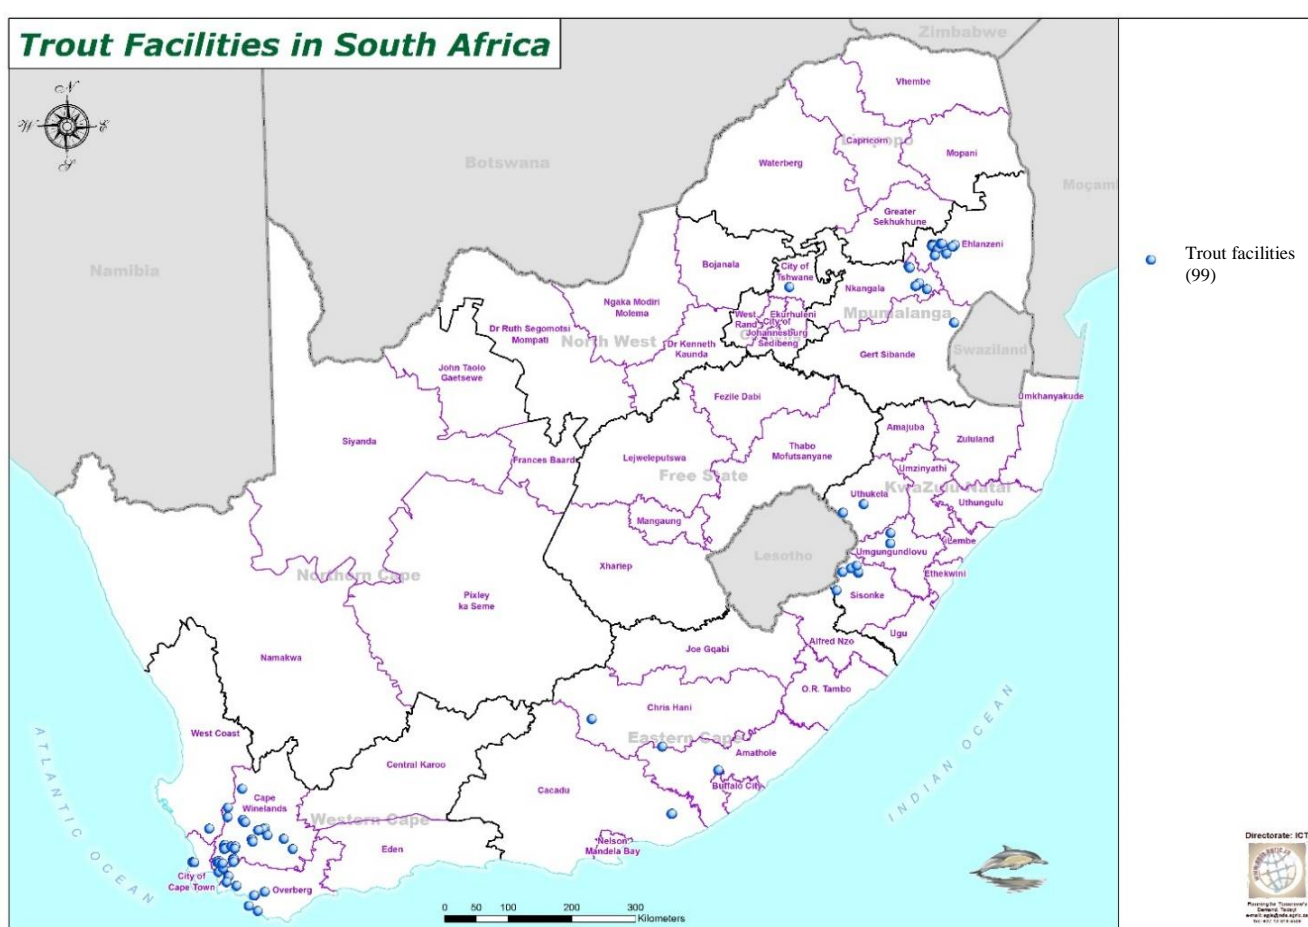 Trout Facilities in South Africa
N
W
E
S
Zimbabwe
Vhembe
Capricorn
Waterberg
Mopani
Botswana
Greater
Sekhukhune
Ehlanzeni
Namibia
Bojanala
City of
Tshwane
Nkangala
Mpumalanga
Ngaka Modiri
Molema
West
Rand
Ekurhuleni
City of
Johannesburg
Sedibeng
Dr Ruth Segomotsi
Mompati
North West
Dr Kenneth
Kaunda
Gert Sibande
Swaziland
John Taolo
Gaetsewe
Fezile Dabi
Umkhanyakude
Siyanda
Frances Baard
Lejweleputswa
Thabo
Mofutsanyane
Amajuba
Zululand
Umzinyathi
Free State
Uthukela
KwaZulu Natal
Uthungulu
Mangaung
Lesotho
Umgungundlovu
iLembe
Ethekwini
Xhariep
Northern Cape
Pixley
ka Seme
Sisonke
Ugu
Namakwa
Joe Gqabi
Alfred Nzo
O.R. Tambo
Chris Hani
West Coast
Eastern Cape
Amathole
Central Karoo
Cacadu
Buffalo City
Cape
Winelands
Western Cape
Eden
Nelson
Mandela Bay
City of
Cape Town
Overberg
ATLANTIC OCEAN
INDIAN OCEAN
0 50 100 200 300
Kilometers
Trout facilities
(99)
Directorate: ICT